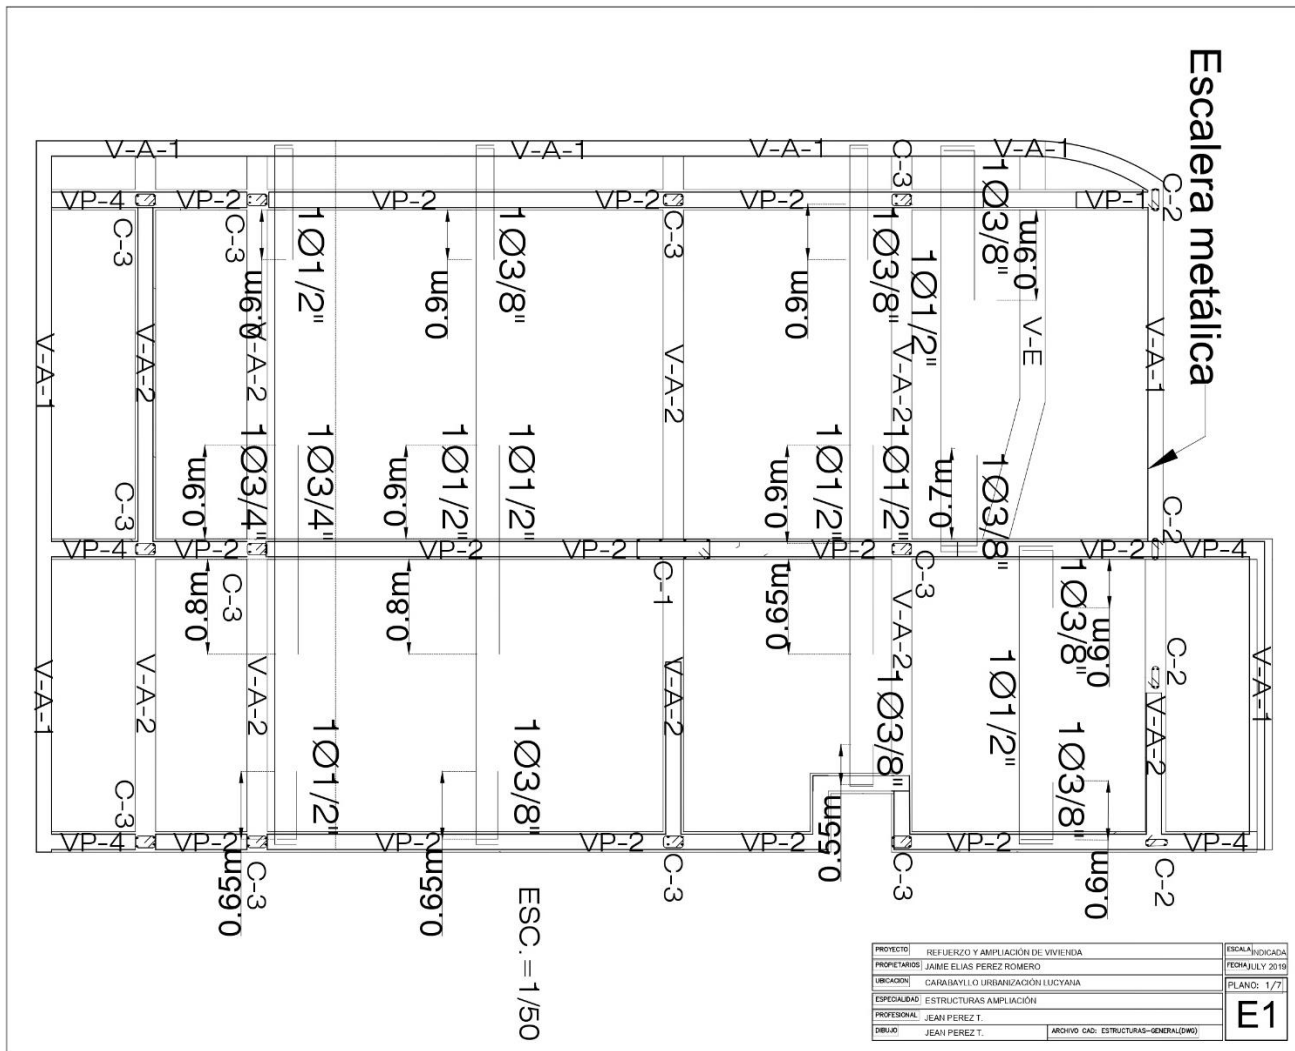 Escalera metálica
V-A-1
V-A-1
V-A-1
V-A-1
C-3
C-2
VP-4
VP-2
VP-2
VP-2
VP-2
VP-1
C-3
C-3
C-3
1Ø1/2"
1Ø3/8"
1Ø3/8"
1Ø3/8"
1Ø1/2"
0.9m
0.9m
0.9m
0.9m
V-E
V-A-1
V-A-2
V-A-2
V-A-2
V-A-2
V-A-1
C-3
0.9m
1Ø3/4"
1Ø3/4"
0.9m
1Ø1/2"
1Ø1/2"
0.9m
1Ø1/2"
1Ø1/2"
0.7m
1Ø3/8"
C-2
VP-4
VP-2
VP-2
VP-2
VP-2
VP-2
VP-4
C-3
C-1
C-3
0.8m
0.8m
0.65m
1Ø3/8"
0.6m
C-2
V-A-1
V-A-2
V-A-2
V-A-2
V-A-2
V-A-2
V-A-1
1Ø1/2"
1Ø3/8"
1Ø3/8"
1Ø1/2"
1Ø3/8"
C-3
VP-4
VP-2
VP-2
VP-2
VP-2
VP-2
VP-4
0.65m
C-3
0.65m
C-3
0.55m
C-3
0.6m
C-2
ESC. =1/50
PROYECTO REFUERZO Y AMPLIACIÓN DE VIVIENDA
PROPIETARIOS JAIME ELIAS PEREZ ROMERO
UBICACION CARABAYLLO URBANIZACIÓN LUCYANA
ESPECIALIDAD ESTRUCTURAS AMPLIACIÓN
PROFESIONAL JEAN PEREZ T.
DIBUJO JEAN PEREZ T. ARCHIVO CAD: ESTRUCTURAS-GENERAL(DWG)
ESCALA INDICADA
FECHA JULY 2019
PLANO: 1/7
E1